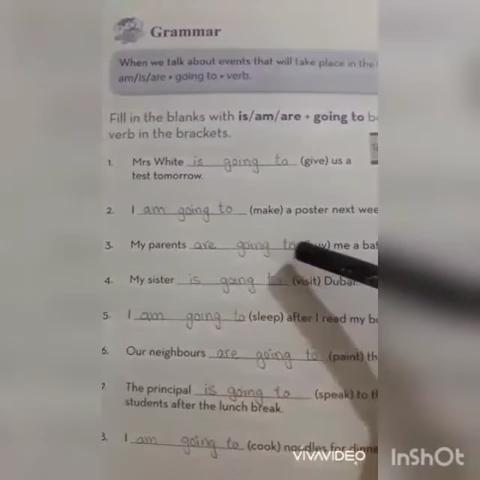 Grammar
When we talk about events that will take place in the
am/is/are + going to + verb.
Fill in the blanks with is/am/are + going to
verb in the brackets.
1. Mrs White is going to (give) us a
test tomorrow.
2. I am going to (make) a poster next
3. My parents are going to me a
4. My sister is going to (visit) Dubai.
5. I am going to (sleep) after I read my
6. Our neighbours are going to (paint)
7. The principal is going to (speak) to
students after the lunch break.
I am going to (cook) noodles for
VIVAVIDEO InShOt